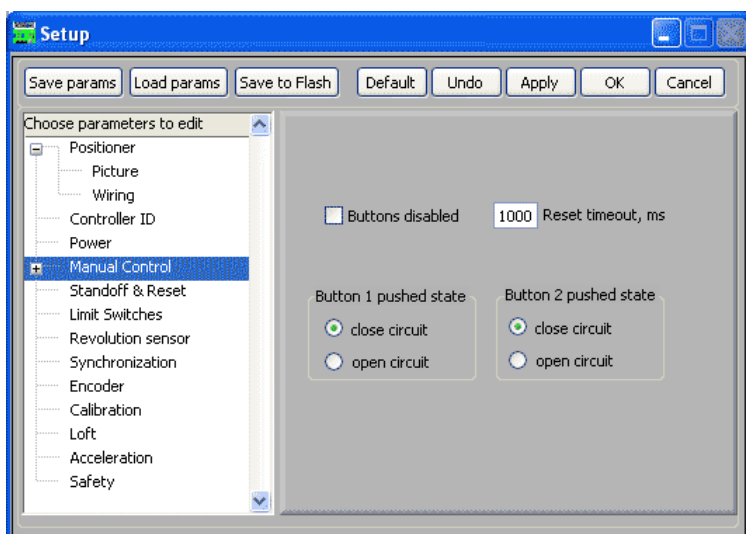 Setup
Save params Load params Save to Flash Default Undo Apply OK Cancel
Choose parameters to edit
Positioner
Picture
Wiring
Controller ID
Power
Manual Control
Standoff & Reset
Limit Switches
Revolution sensor
Synchronization
Encoder
Calibration
Loft
Acceleration
Safety
Buttons disabled 1000 Reset timeout, ms
Button 1 pushed state
close circuit
open circuit
Button 2 pushed state
close circuit
open circuit